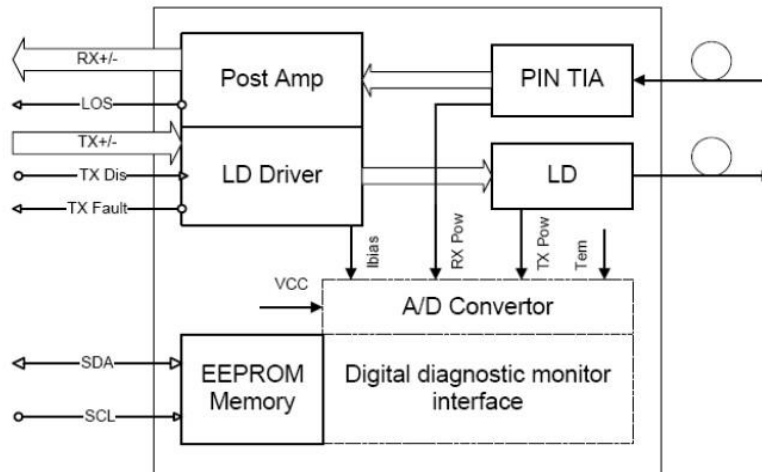 RX+/-
Post Amp
PIN TIA
LOS
TX+/-
TX Dis
LD Driver
LD
TX Fault
Ibias
RX Pow
TX Pow
Tem
VCC
A/D Convertor
SDA
EEPROM
Memory
Digital diagnostic monitor
interface
SCL